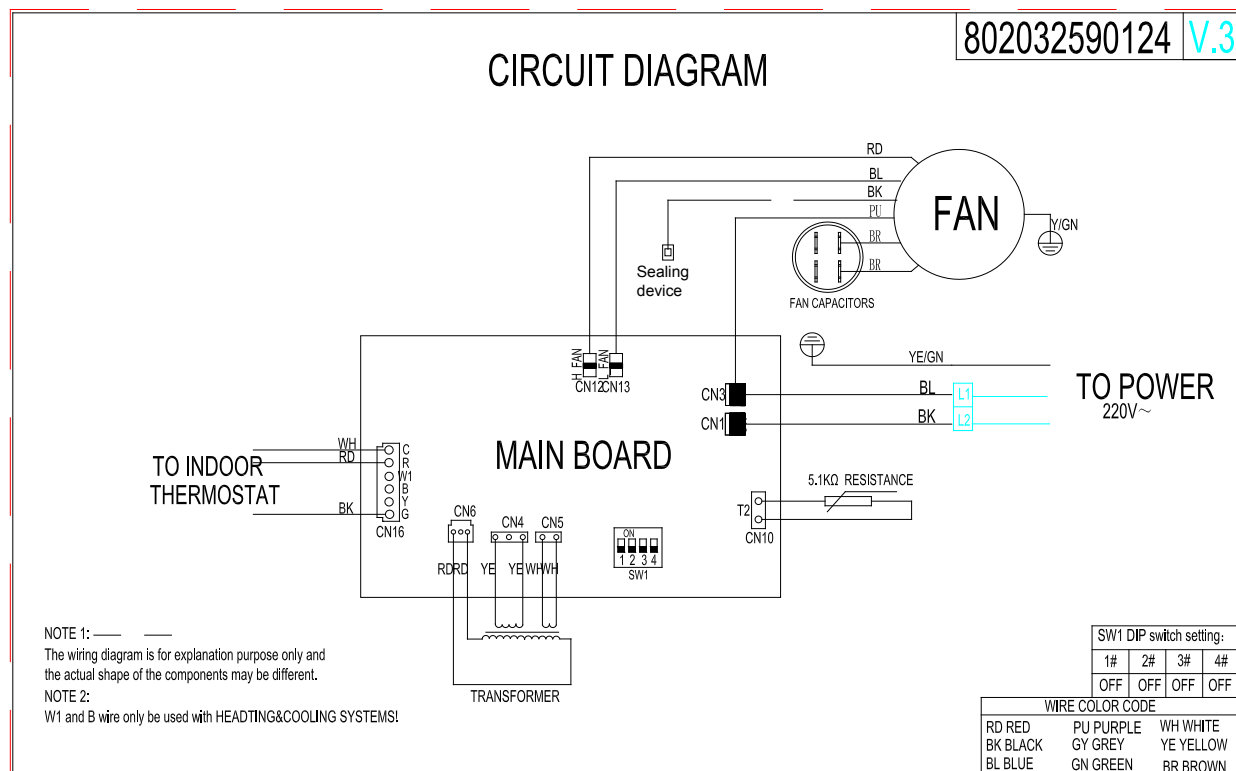 802032590124 V.3
CIRCUIT DIAGRAM
RD
BL
BK
PU
BR
BR
FAN
Y/GN
Sealing
device
FAN CAPACITORS
H_FAN
L_FAN
CN12
CN13
YE/GN
CN3
BL
L1
TO POWER
220V～
CN1
BK
L2
MAIN BOARD
TO INDOOR
THERMOSTAT
WH
RD
BK
C
R
W1
B
Y
G
CN16
5.1KΩ RESISTANCE
T2
CN10
CN6
CN4
CN5
ON
1 2 3 4
SW1
RD
RD
YE
YE
WH
WH
TRANSFORMER
NOTE 1:
The wiring diagram is for explanation purpose only and
the actual shape of the components may be different.
NOTE 2:
W1 and B wire only be used with HEADTING&COOLING SYSTEMS!
SW1 DIP switch setting:
1# 2# 3# 4#
OFF OFF OFF OFF
WIRE COLOR CODE
RD RED PU PURPLE WH WHITE
BK BLACK GY GREY YE YELLOW
BL BLUE GN GREEN BR BROWN